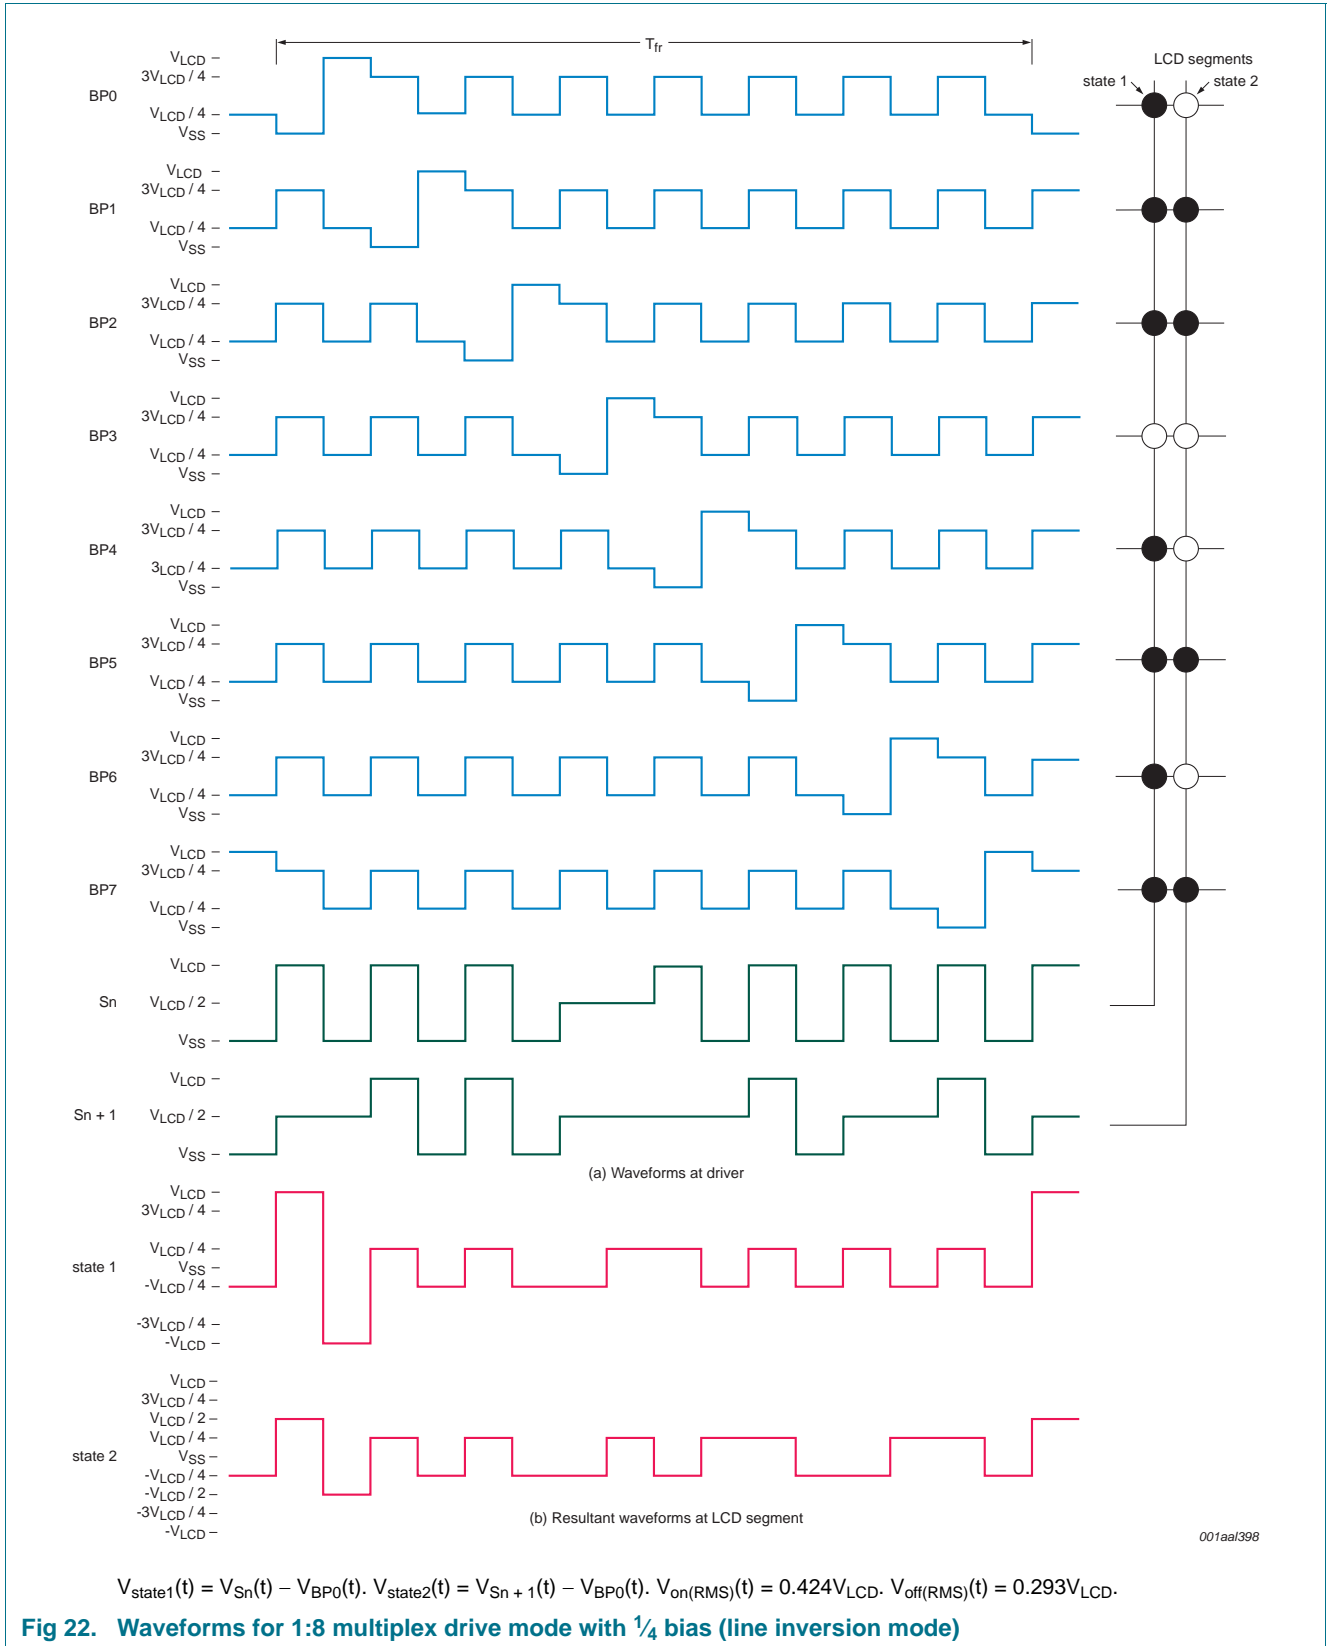 T_fr
LCD segments
state 1
state 2
BP0
V_LCD
3V_LCD / 4
V_LCD / 4
V_SS
BP1
V_LCD
3V_LCD / 4
V_LCD / 4
V_SS
BP2
V_LCD
3V_LCD / 4
V_LCD / 4
V_SS
BP3
V_LCD
3V_LCD / 4
V_LCD / 4
V_SS
BP4
V_LCD
3V_LCD / 4
3_LCD / 4
V_SS
BP5
V_LCD
3V_LCD / 4
V_LCD / 4
V_SS
BP6
V_LCD
3V_LCD / 4
V_LCD / 4
V_SS
BP7
V_LCD
3V_LCD / 4
V_LCD / 4
V_SS
Sn
V_LCD
V_LCD / 2
V_SS
Sn + 1
V_LCD
V_LCD / 2
V_SS
(a) Waveforms at driver
state 1
V_LCD
3V_LCD / 4
V_LCD / 4
V_SS
-V_LCD / 4
-3V_LCD / 4
-V_LCD
state 2
V_LCD
3V_LCD / 4
V_LCD / 2
V_LCD / 4
V_SS
-V_LCD / 4
-V_LCD / 2
-3V_LCD / 4
-V_LCD
(b) Resultant waveforms at LCD segment
001aal398
V_state1(t) = V_Sn(t) − V_BP0(t). V_state2(t) = V_Sn + 1(t) − V_BP0(t). V_on(RMS)(t) = 0.424V_LCD. V_off(RMS)(t) = 0.293V_LCD.
Fig 22. Waveforms for 1:8 multiplex drive mode with 1⁄4 bias (line inversion mode)